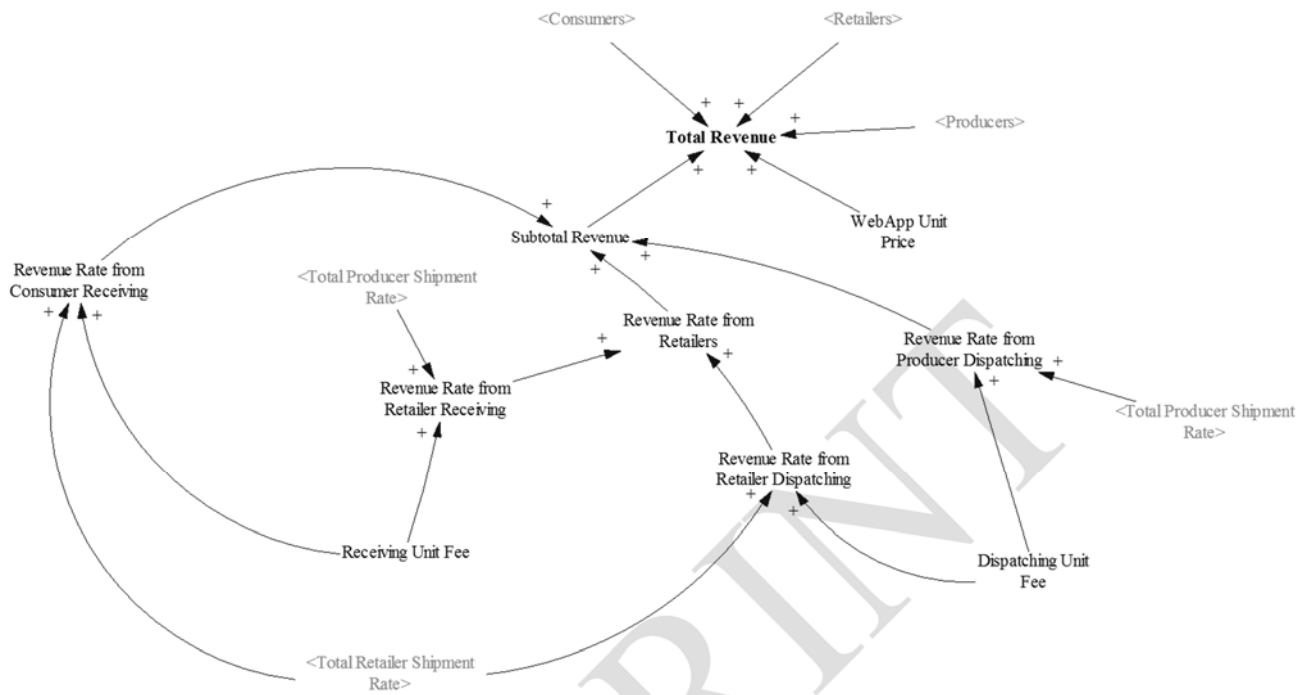 <Consumers>
<Retailers>
<Producers>
Total Revenue
WebApp Unit
Price
Subtotal Revenue
Revenue Rate from
Consumer Receiving
<Total Producer Shipment
Rate>
Revenue Rate from
Retailers
Revenue Rate from
Producer Dispatching
Revenue Rate from
Retailer Receiving
<Total Producer Shipment
Rate>
Revenue Rate from
Retailer Dispatching
Receiving Unit Fee
Dispatching Unit
Fee
<Total Retailer Shipment
Rate>
RINT